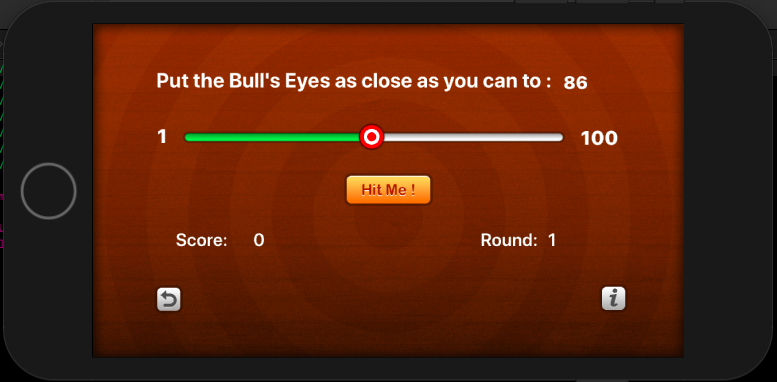 Put the Bull's Eyes as close as you can to : 86
1 100
Hit Me !
Score: 0 Round: 1
i